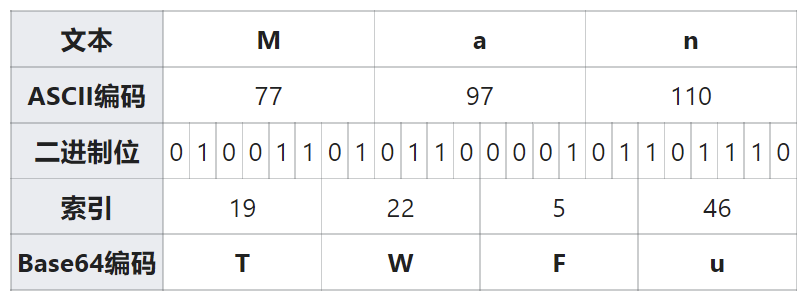 文本 M a n
ASCII编码 77 97 110
二进制位 0 1 0 0 1 1 0 1 0 1 1 0 0 0 0 1 0 1 1 0 1 1 1 0
索引 19 22 5 46
Base64编码 T W F u